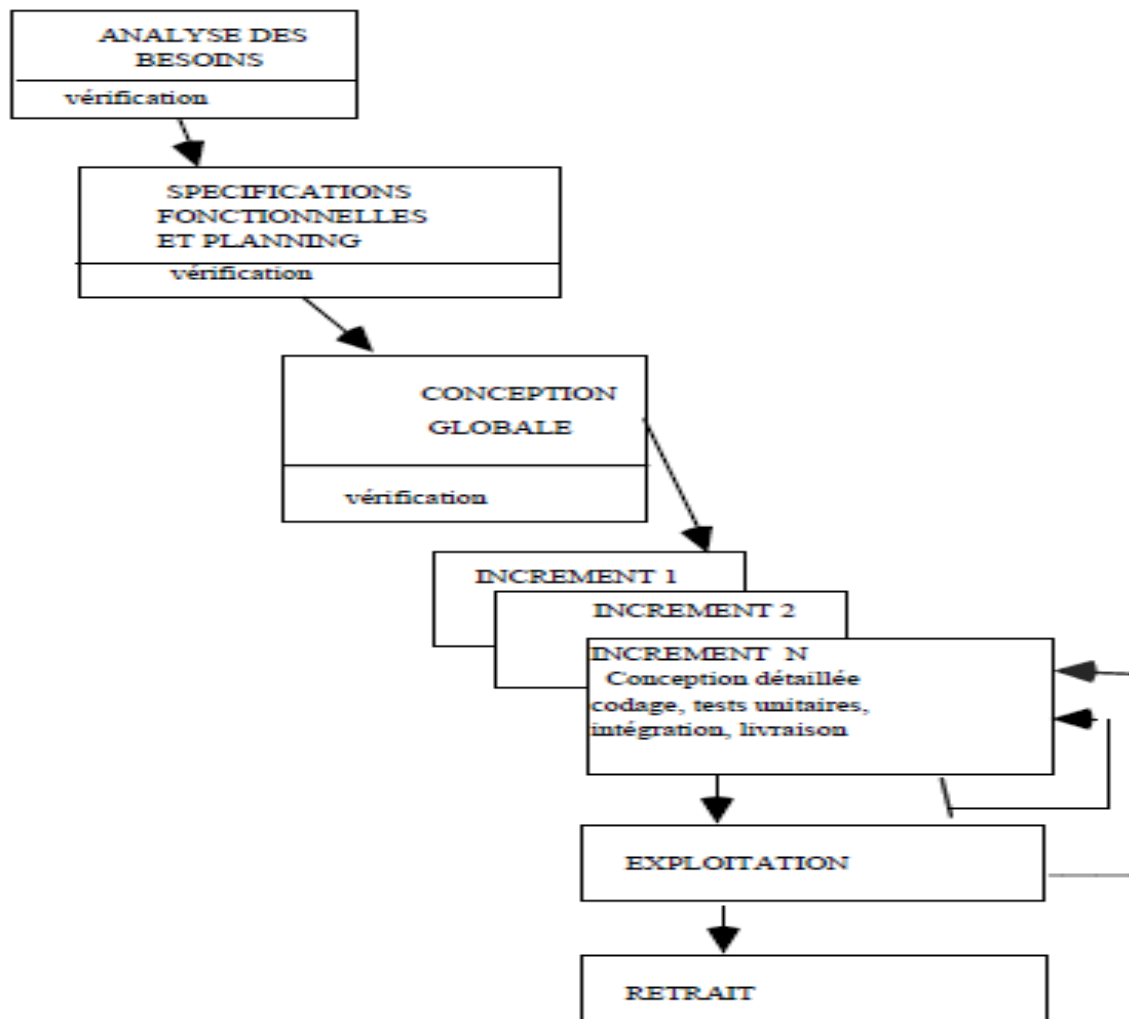 ANALYSE DES
BESOINS
vérification
SPECIFICATIONS
FONCTIONNELLES
ET PLANNING
vérification
CONCEPTION
GLOBALE
vérification
INCREMENT 1
INCREMENT 2
INCREMENT N
Conception détaillée
codage, tests unitaires,
intégration, livraison
EXPLOITATION
RETRAIT